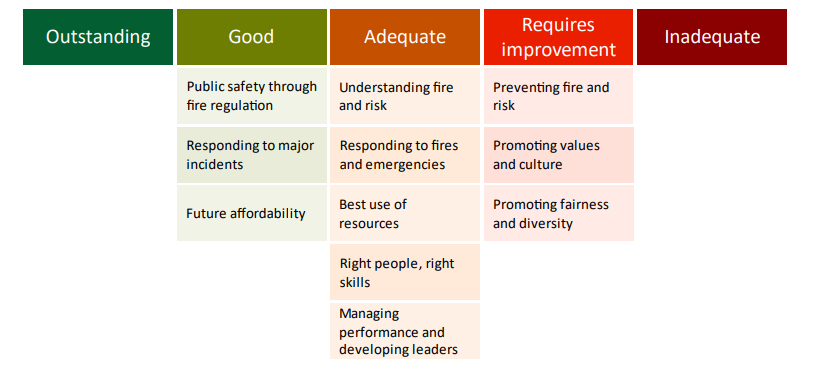 Outstanding
Good
Adequate
Requires
improvement
Inadequate
Public safety through
fire regulation
Understanding fire
and risk
Preventing fire and
risk
Responding to major
incidents
Responding to fires
and emergencies
Promoting values
and culture
Future affordability
Best use of
resources
Promoting fairness
and diversity
Right people, right
skills
Managing
performance and
developing leaders